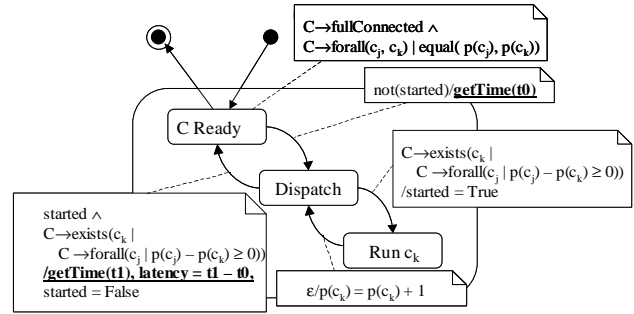 C→fullConnected ∧
C→forall(cj, ck) | equal( p(cj), p(ck))
not(started)/getTime(t0)
C Ready
C→exists(ck |
C→forall(cj | p(cj) – p(ck) ≥ 0))
/started = True
Dispatch
started ∧
C→exists(ck |
C→forall(cj | p(cj) – p(ck) ≥ 0))
/getTime(t1), latency = t1 – t0,
started = False
Run ck
ε/p(ck) = p(ck) + 1